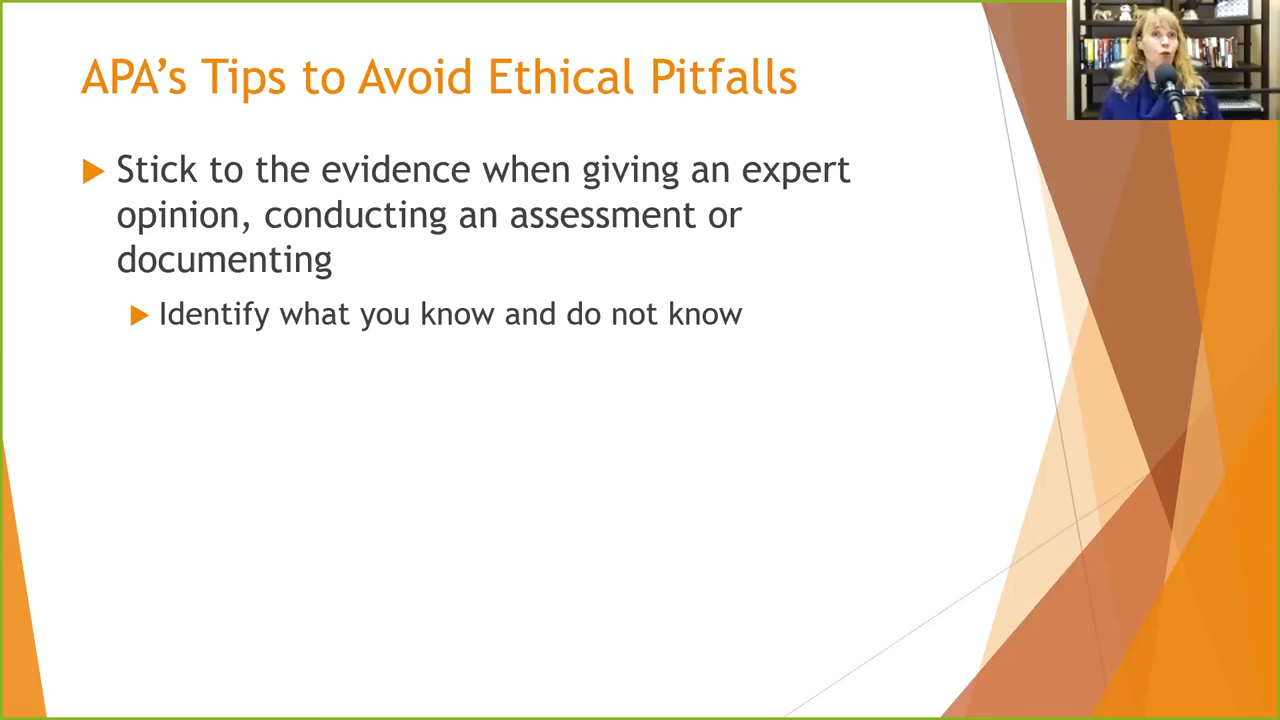 APA’s Tips to Avoid Ethical Pitfalls
Stick to the evidence when giving an expert
opinion, conducting an assessment or
documenting
Identify what you know and do not know